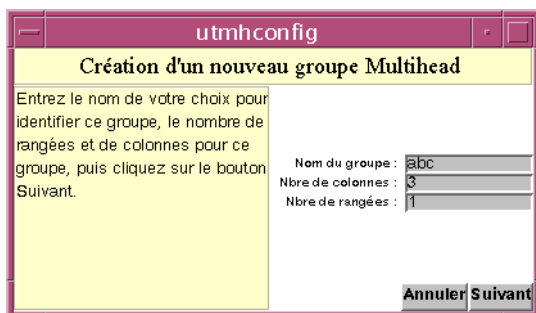 utmhconfig
Création d'un nouveau groupe Multihead
Entrez le nom de votre choix pour
identifier ce groupe, le nombre de
rangées et de colonnes pour ce
groupe, puis cliquez sur le bouton
Suivant.
Nom du groupe : abc
Nbre de colonnes : 3
Nbre de rangées : 1
Annuler Suivant